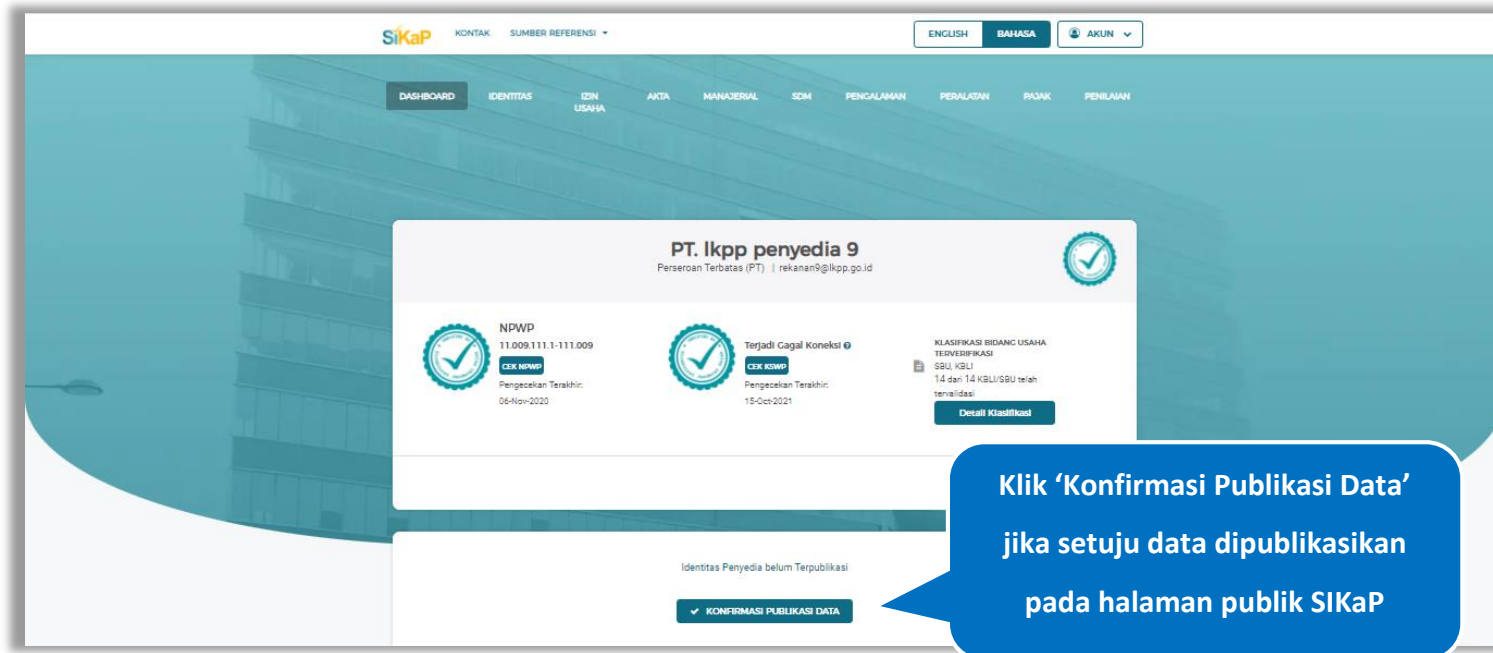 SiKaP KONTAK SUMBER REFERENSI ENGLISH BAHASA AKUN
DASHBOARD IDENTITAS IZIN USAHA AKTA MANAJERIAL SDM PENGALAMAN PERALATAN PAJAK PENILAIAN
PT. lkpp penyedia 9
Perseroan Terbatas (PT) | rekanan9@lkpp.go.id
NPWP
11.009.111.1-111.009
CEK NPWP
Pengecekan Terakhir:
06-Nov-2020
Terjadi Gagal Koneksi
CEK KSWP
Pengecekan Terakhir:
15-Oct-2021
KLASIFIKASI BIDANG USAHA
TERVERIFIKASI
SBU, KBLI
14 dari 14 KBLI/SBU telah
tervalidasi
Detail Klasifikasi
Identitas Penyedia belum Terpublikasi
KONFIRMASI PUBLIKASI DATA
Klik ‘Konfirmasi Publikasi Data’
jika setuju data dipublikasikan
pada halaman publik SIKaP